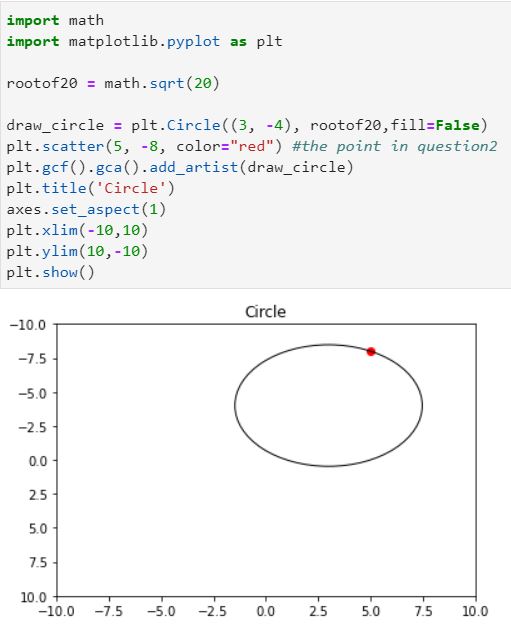 import math
import matplotlib.pyplot as plt
rootof20 = math.sqrt(20)
draw_circle = plt.Circle((3, -4), rootof20,fill=False)
plt.scatter(5, -8, color="red") #the point in question2
plt.gcf().gca().add_artist(draw_circle)
plt.title('Circle')
axes.set_aspect(1)
plt.xlim(-10,10)
plt.ylim(10,-10)
plt.show()
Circle
−10.0
−7.5
−5.0
−2.5
0.0
2.5
5.0
7.5
10.0
−10.0 −7.5 −5.0 −2.5 0.0 2.5 5.0 7.5 10.0